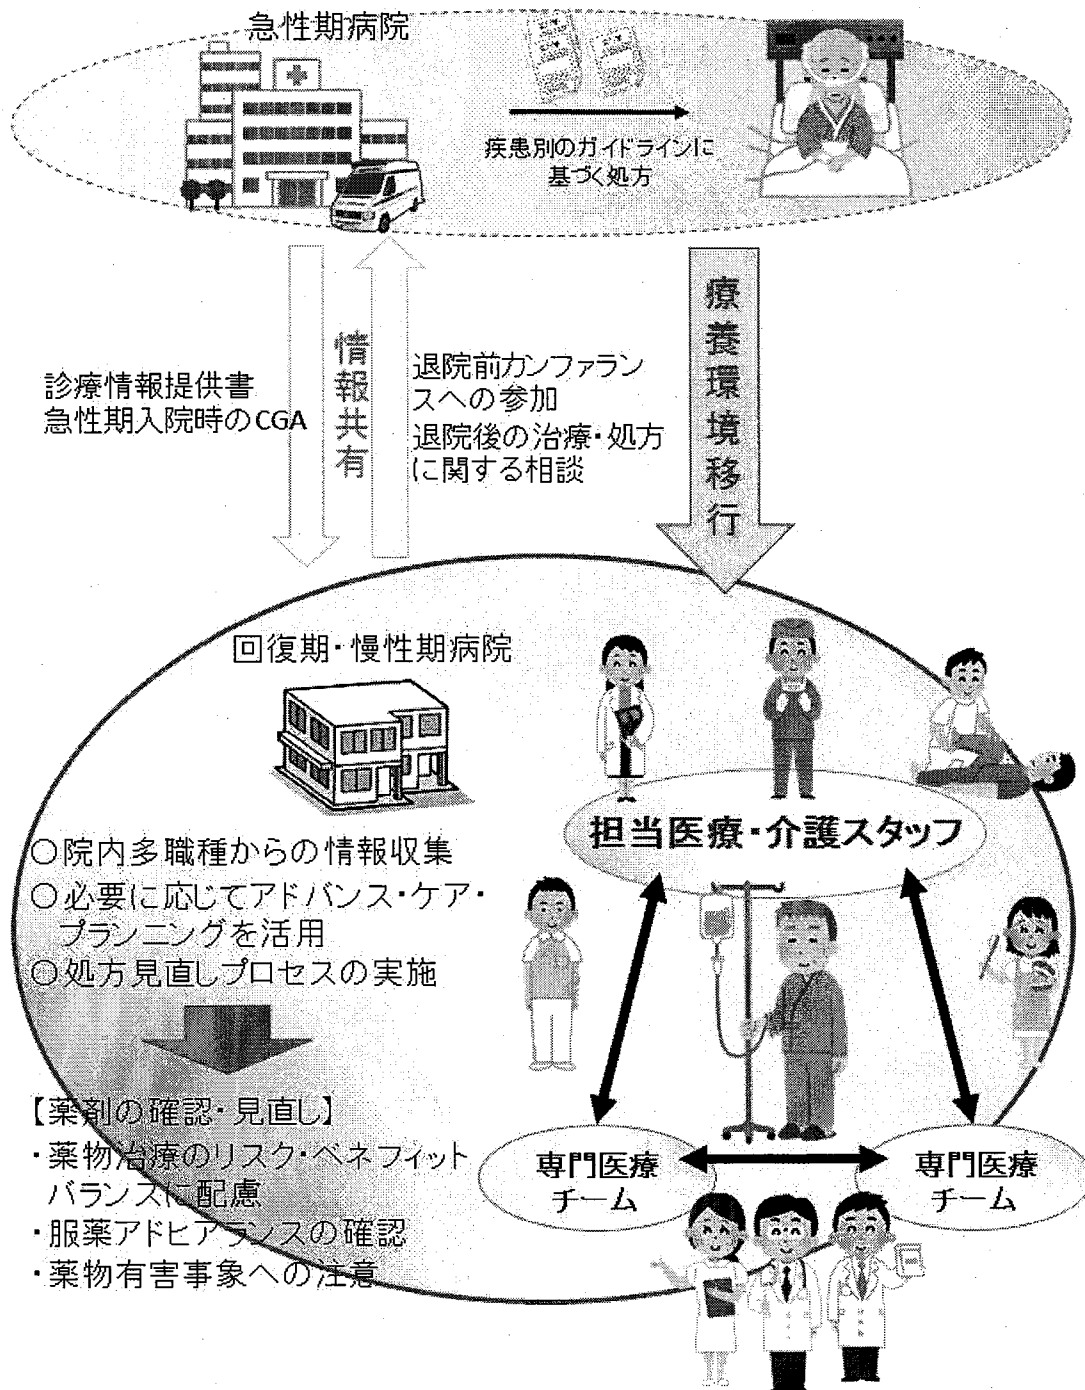 急性期病院
疾患別のガイドラインに
基づく処方
療養環境移行
情報共有
診療情報提供書
急性期入院時のCGA
退院前カンファラン
スへの参加
退院後の治療・処方
に関する相談
回復期・慢性期病院
担当医療・介護スタッフ
○院内多職種からの情報収集
○必要に応じてアドバンス・ケア・
プランニングを活用
○処方見直しプロセスの実施
【薬剤の確認・見直し】
・薬物治療のリスク・ベネフィット
バランスに配慮
・服薬アドヒアランスの確認
・薬物有害事象への注意
専門医療
チーム
専門医療
チーム